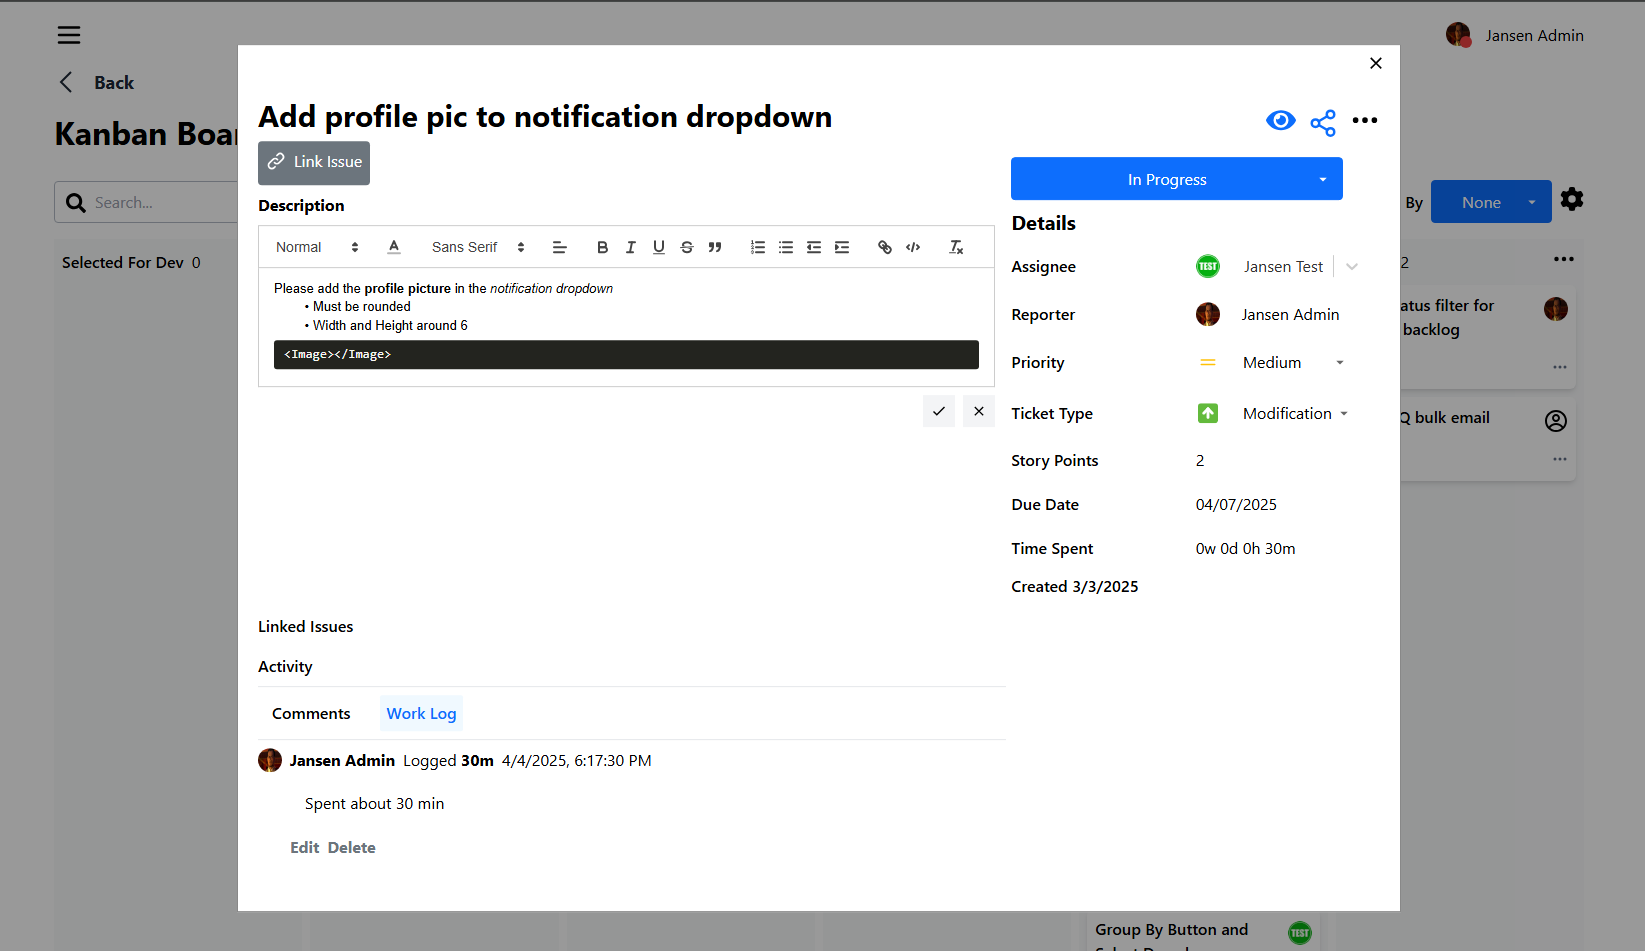 Jansen Admin
Back
Kanban Boar
Search...
By
None
Selected For Dev 0
2
atus filter for
backlog
Q bulk email
Group By Button and
TEST
Add profile pic to notification dropdown
Link Issue
Description
Normal
A
Sans Serif
B I U S
Please add the profile picture in the notification dropdown
• Must be rounded
• Width and Height around 6
<Image></Image>
In Progress
Details
Assignee TEST Jansen Test
Reporter Jansen Admin
Priority Medium
Ticket Type Modification
Story Points 2
Due Date 04/07/2025
Time Spent 0w 0d 0h 30m
Created 3/3/2025
Linked Issues
Activity
Comments Work Log
Jansen Admin Logged 30m 4/4/2025, 6:17:30 PM
Spent about 30 min
Edit Delete